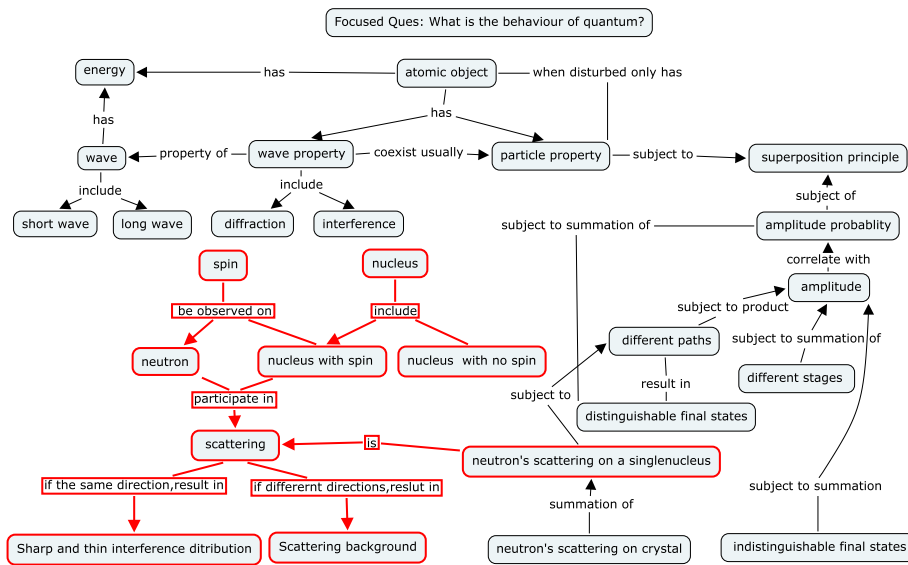 Focused Ques: What is the behaviour of quantum?
energy
has
atomic object
when disturbed only has
has
has
wave
property of
wave property
coexist usually
particle property
subject to
superposition principle
include
include
subject of
short wave
long wave
diffraction
interference
subject to summation of
amplitude probablity
correlate with
spin
nucleus
amplitude
be observed on
include
subject to product
different paths
subject to summation of
neutron
nucleus with spin
nucleus with no spin
different stages
result in
participate in
subject to
distinguishable final states
scattering
is
neutron's scattering on a singlenucleus
if the same direction,result in
if differernt directions,reslut in
subject to summation
summation of
Sharp and thin interference ditribution
Scattering background
neutron's scattering on crystal
indistinguishable final states